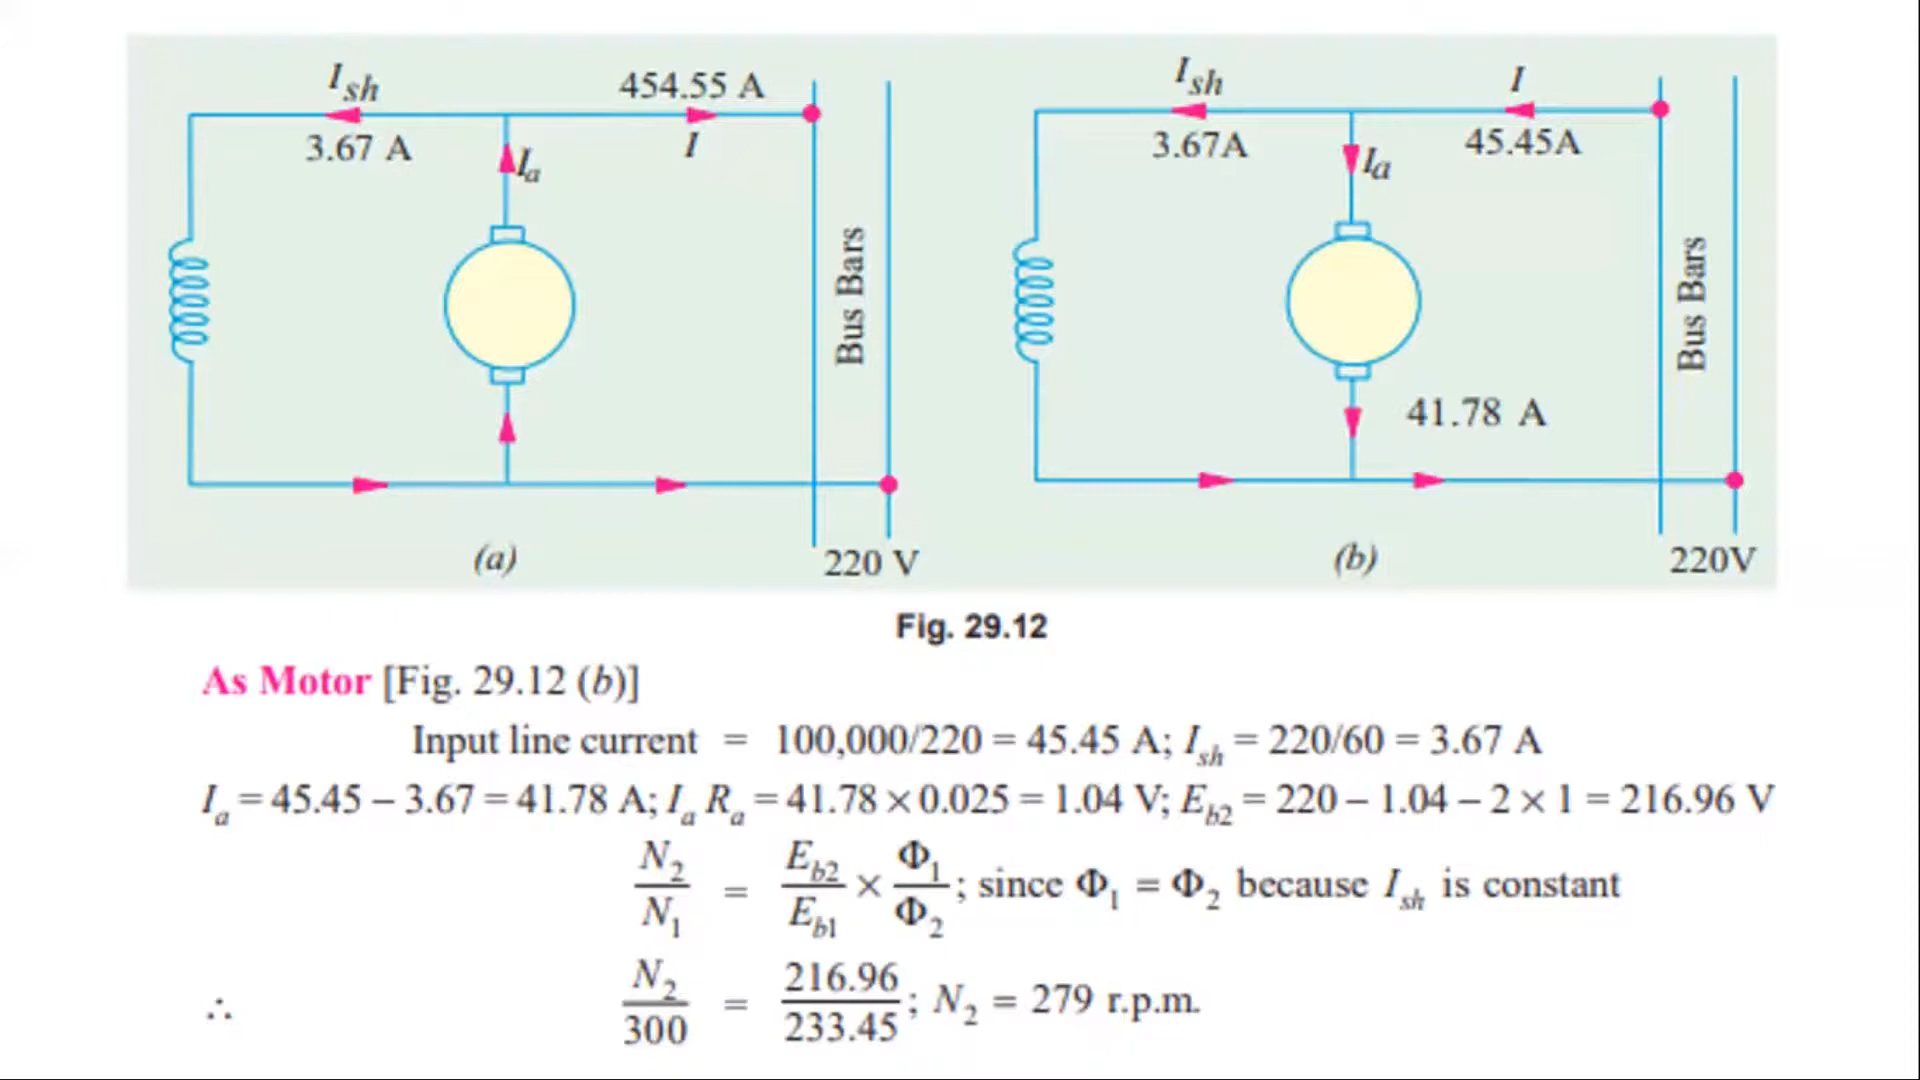 I_sh 454.55 A
3.67 A I
I_a
Bus Bars
(a) 220 V
I_sh I
3.67A 45.45A
I_a
Bus Bars
41.78 A
(b) 220V
Fig. 29.12
As Motor [Fig. 29.12 (b)]
Input line current = 100,000/220 = 45.45 A; I_sh = 220/60 = 3.67 A
I_a = 45.45 – 3.67 = 41.78 A; I_a R_a = 41.78 × 0.025 = 1.04 V; E_b2 = 220 – 1.04 – 2 × 1 = 216.96 V
N_2/N_1 = E_b2/E_b1 × Φ_1/Φ_2; since Φ_1 = Φ_2 because I_sh is constant
∴ N_2/300 = 216.96/233.45; N_2 = 279 r.p.m.